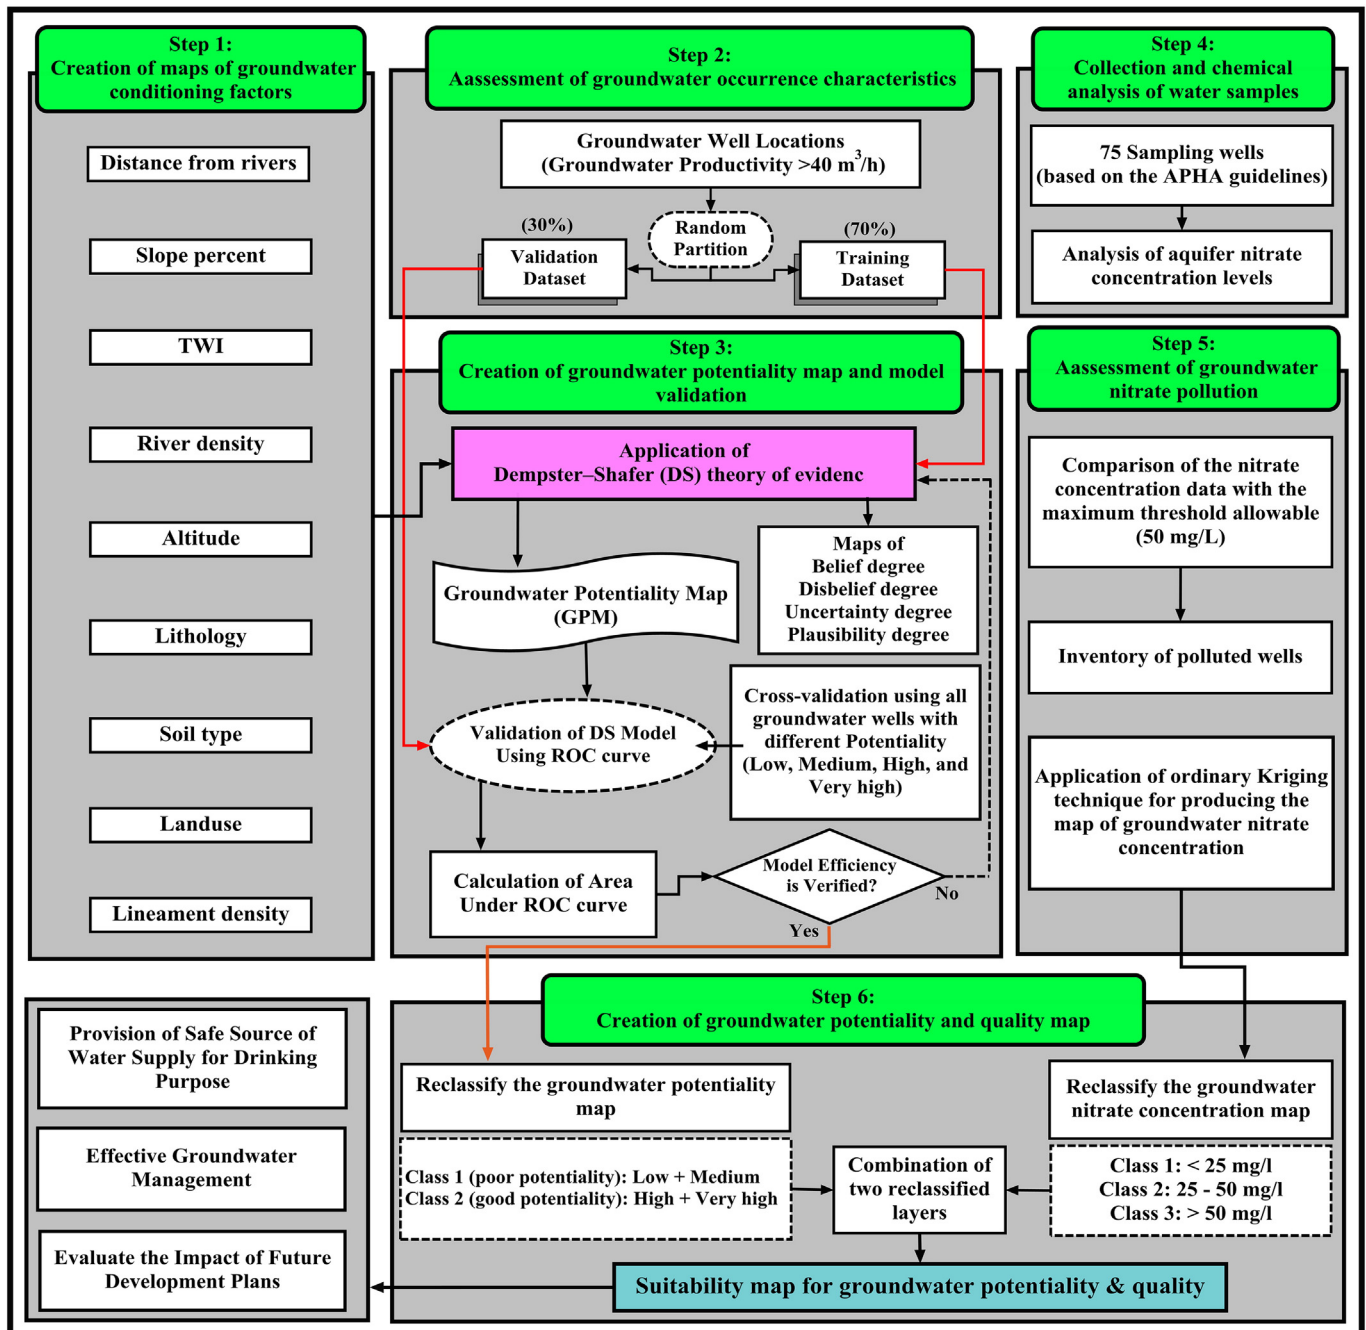 Step 1:
Creation of maps of groundwater
conditioning factors
Distance from rivers
Slope percent
TWI
River density
Altitude
Lithology
Soil type
Landuse
Lineament density
Step 2:
Aassessment of groundwater occurrence characteristics
Groundwater Well Locations
(Groundwater Productivity >40 m³/h)
(30%)
Random
Partition
(70%)
Validation
Dataset
Training
Dataset
Step 3:
Creation of groundwater potentiality map and model
validation
Application of
Dempster–Shafer (DS) theory of evidenc
Groundwater Potentiality Map
(GPM)
Maps of
Belief degree
Disbelief degree
Uncertainty degree
Plausibility degree
Validation of DS Model
Using ROC curve
Cross-validation using all
groundwater wells with
different Potentiality
(Low, Medium, High, and
Very high)
Calculation of Area
Under ROC curve
Model Efficiency
is Verified?
No
Yes
Step 4:
Collection and chemical
analysis of water samples
75 Sampling wells
(based on the APHA guidelines)
Analysis of aquifer nitrate
concentration levels
Step 5:
Aassessment of groundwater
nitrate pollution
Comparison of the nitrate
concentration data with the
maximum threshold allowable
(50 mg/L)
Inventory of polluted wells
Application of ordinary Kriging
technique for producing the
map of groundwater nitrate
concentration
Step 6:
Creation of groundwater potentiality and quality map
Reclassify the groundwater potentiality
map
Class 1 (poor potentiality): Low + Medium
Class 2 (good potentiality): High + Very high
Combination of
two reclassified
layers
Reclassify the groundwater
nitrate concentration map
Class 1: < 25 mg/l
Class 2: 25 - 50 mg/l
Class 3: > 50 mg/l
Suitability map for groundwater potentiality & quality
Provision of Safe Source of
Water Supply for Drinking
Purpose
Effective Groundwater
Management
Evaluate the Impact of Future
Development Plans